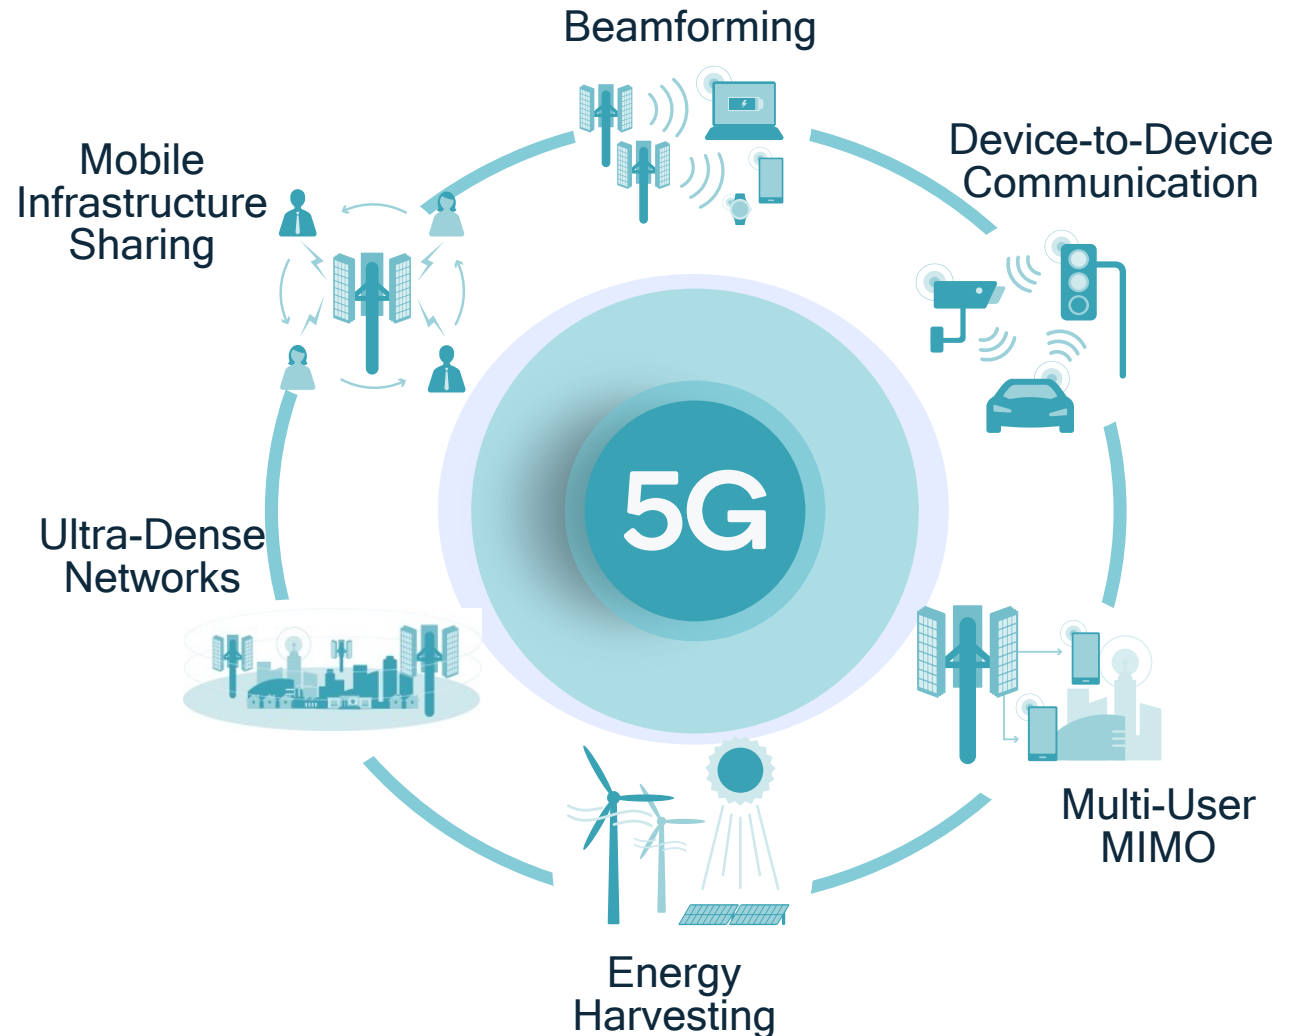 Beamforming
Device-to-Device
Communication
Mobile
Infrastructure
Sharing
5G
Ultra-Dense
Networks
Multi-User
MIMO
Energy
Harvesting